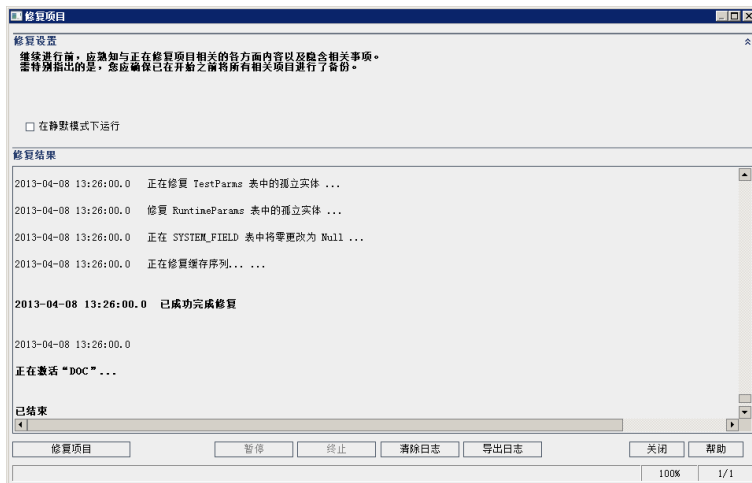 修复项目
修复设置
继续进行前，应熟知与正在修复项目相关的各方面内容以及隐含相关事项。
需特别指出的是，您应确保已在开始之前将所有相关项目进行了备份。
在静默模式下运行
修复结果
2013-04-08 13:26:00.0 正在修复 TestParms 表中的孤立实体 ...
2013-04-08 13:26:00.0 修复 RuntimeParams 表中的孤立实体 ...
2013-04-08 13:26:00.0 正在 SYSTEM_FIELD 表中将零更改为 Null ...
2013-04-08 13:26:00.0 正在修复缓存序列... ...
2013-04-08 13:26:00.0 已成功完成修复
2013-04-08 13:26:00.0
正在激活“DOC”...
已结束
修复项目 暂停 终止 清除日志 导出日志 关闭 帮助
100% 1/1